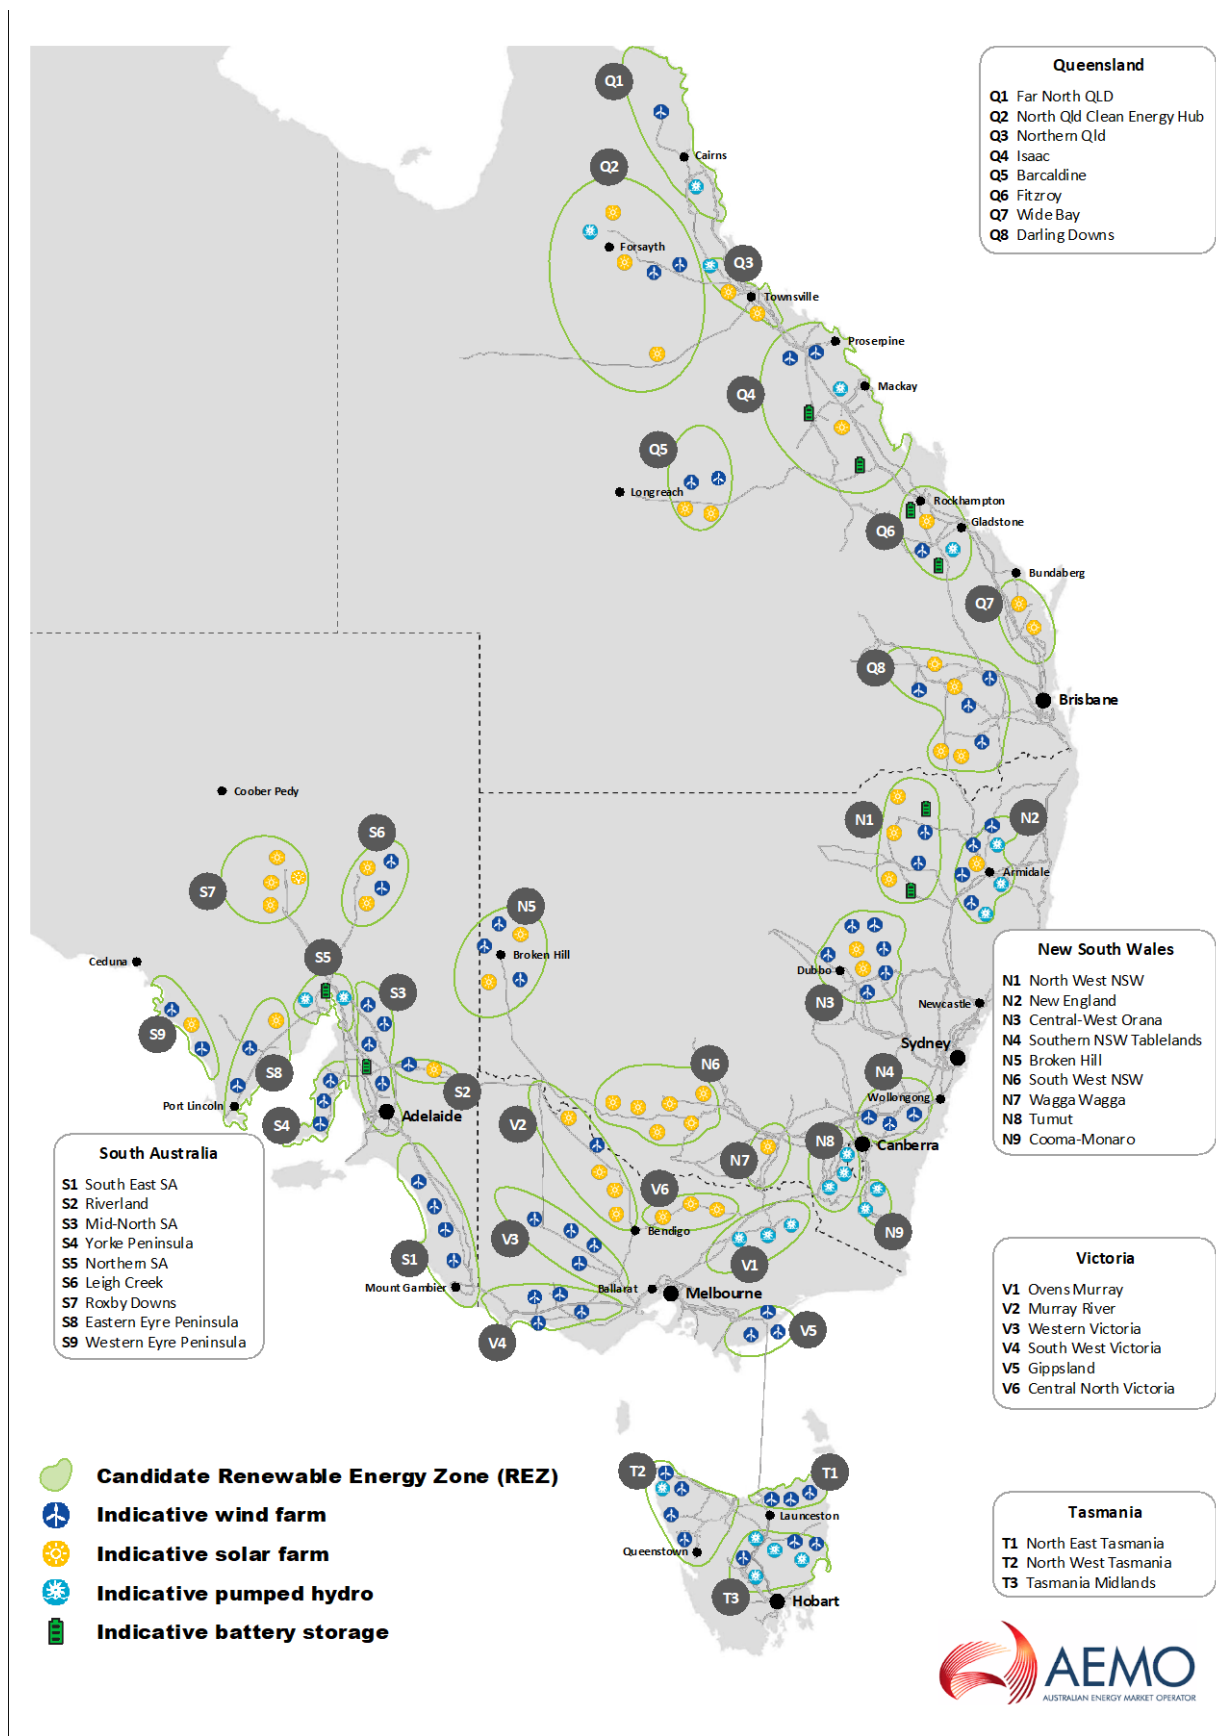 Queensland
Q1 Far North QLD
Q2 North Qld Clean Energy Hub
Q3 Northern Qld
Q4 Isaac
Q5 Barcaldine
Q6 Fitzroy
Q7 Wide Bay
Q8 Darling Downs
Q1
Cairns
Q2
Forsayth
Q3
Townsville
Proserpine
Q4
Mackay
Q5
Longreach
Rockhampton
Q6
Gladstone
Bundaberg
Q7
Q8
Brisbane
Coober Pedy
S6
N1
N2
S7
Armidale
N5
Broken Hill
S5
Ceduna
S3
Dubbo
N3
Newcastle
New South Wales
N1 North West NSW
N2 New England
N3 Central-West Orana
N4 Southern NSW Tablelands
N5 Broken Hill
N6 South West NSW
N7 Wagga Wagga
N8 Tumut
N9 Cooma-Monaro
S9
Sydney
S8
N6
N4
S2
Wollongong
Port Lincoln
Adelaide
S4
V2
N8
Canberra
N7
South Australia
S1 South East SA
S2 Riverland
S3 Mid-North SA
S4 Yorke Peninsula
S5 Northern SA
S6 Leigh Creek
S7 Roxby Downs
S8 Eastern Eyre Peninsula
S9 Western Eyre Peninsula
V6
Bendigo
N9
V3
S1
V1
Mount Gambier
Ballarat
Melbourne
V4
V5
Victoria
V1 Ovens Murray
V2 Murray River
V3 Western Victoria
V4 South West Victoria
V5 Gippsland
V6 Central North Victoria
T2
T1
Launceston
Queenstown
T3
Hobart
Candidate Renewable Energy Zone (REZ)
Indicative wind farm
Indicative solar farm
Indicative pumped hydro
Indicative battery storage
Tasmania
T1 North East Tasmania
T2 North West Tasmania
T3 Tasmania Midlands
AEMO
AUSTRALIAN ENERGY MARKET OPERATOR